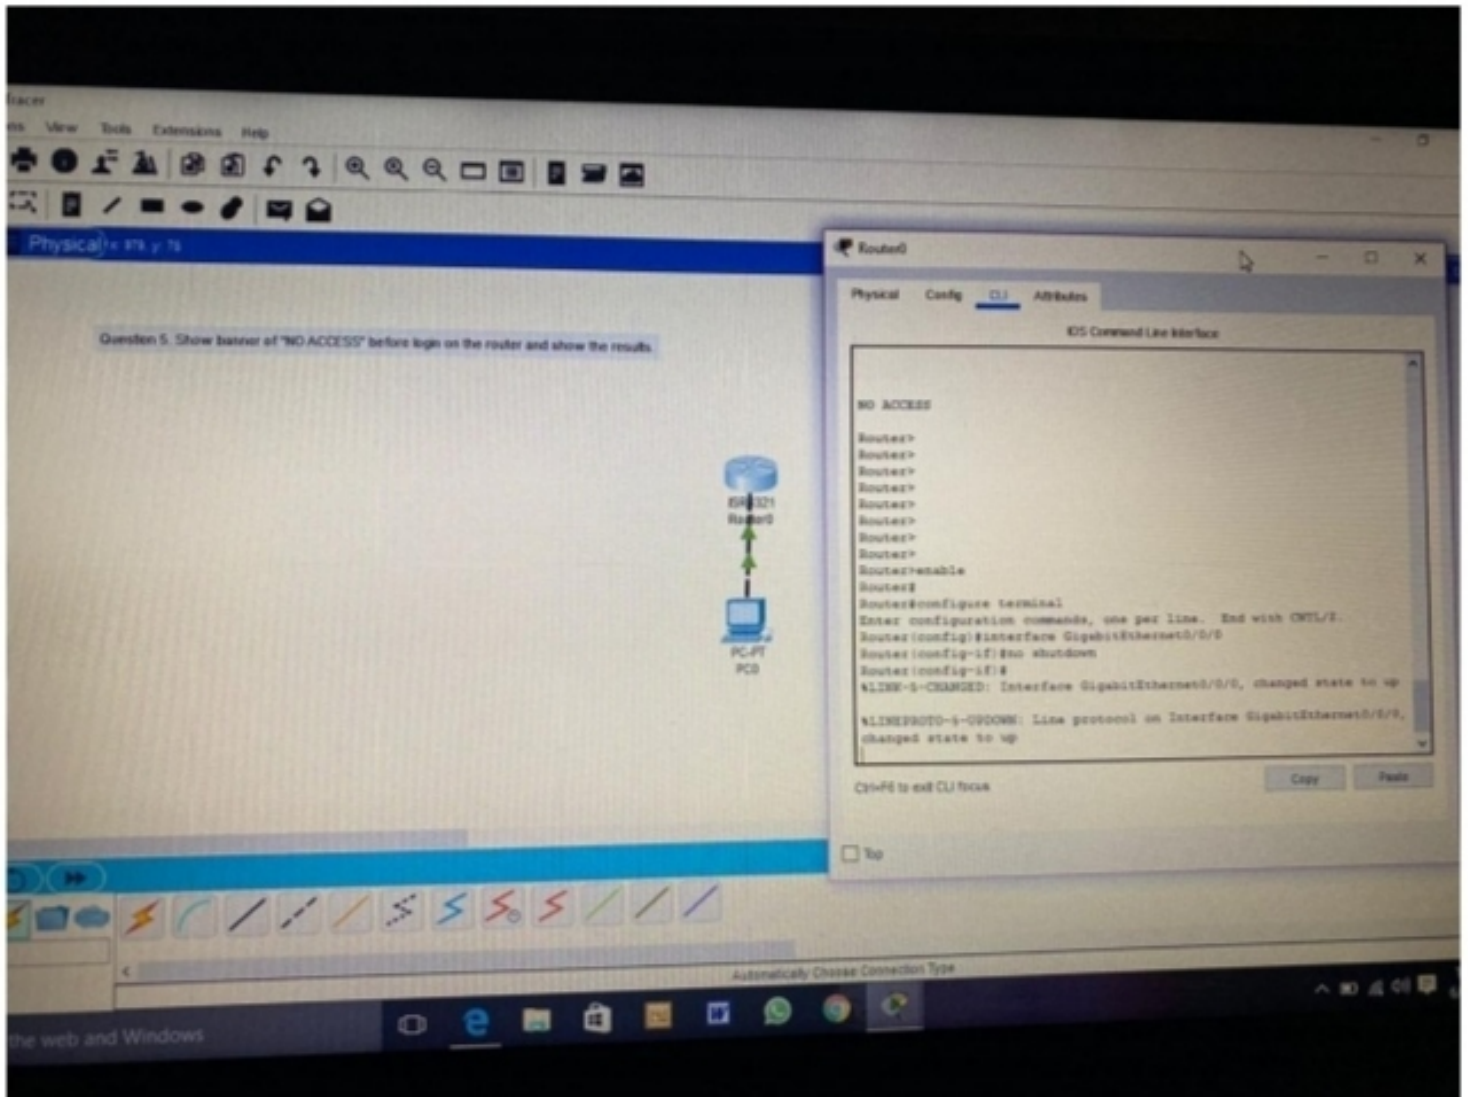 View Tools Extensions Help
Physical x: 979, y: 75
Question 5. Show banner of "NO ACCESS" before login on the router and show the results.
ISR4321
Router0
PC-PT
PC0
Router0
Physical Config CLI Attributes
IOS Command Line Interface
NO ACCESS
Router>
Router>
Router>
Router>
Router>
Router>
Router>
Router>
Router>enable
Router#
Router#configure terminal
Enter configuration commands, one per line. End with CNTL/Z.
Router(config)#interface GigabitEthernet0/0/0
Router(config-if)#no shutdown
Router(config-if)#
%LINK-5-CHANGED: Interface GigabitEthernet0/0/0, changed state to up
%LINEPROTO-5-UPDOWN: Line protocol on Interface GigabitEthernet0/0/0,
changed state to up
Ctrl+F6 to exit CLI focus
Copy Paste
Top
Automatically Choose Connection Type
the web and Windows